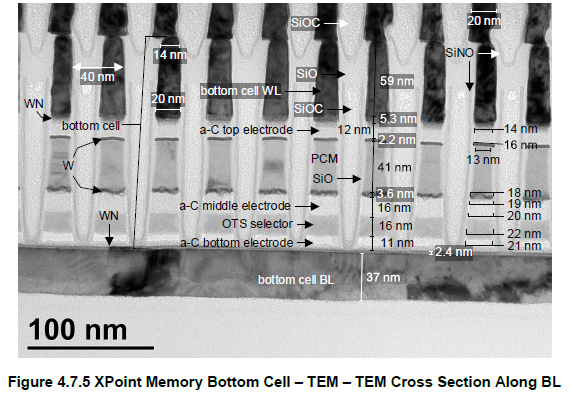 SiOC
20 nm
14 nm
SiNO
40 nm
SiO
59 nm
WN
bottom cell WL
20 nm
SiOC
bottom cell
5.3 nm
a-C top electrode
12 nm
14 nm
2.2 nm
16 nm
W
PCM
13 nm
41 nm
SiO
3.6 nm
18 nm
a-C middle electrode
16 nm
19 nm
WN
20 nm
OTS selector
16 nm
22 nm
a-C bottom electrode
11 nm
21 nm
2.4 nm
bottom cell BL
37 nm
100 nm
Figure 4.7.5 XPoint Memory Bottom Cell – TEM – TEM Cross Section Along BL